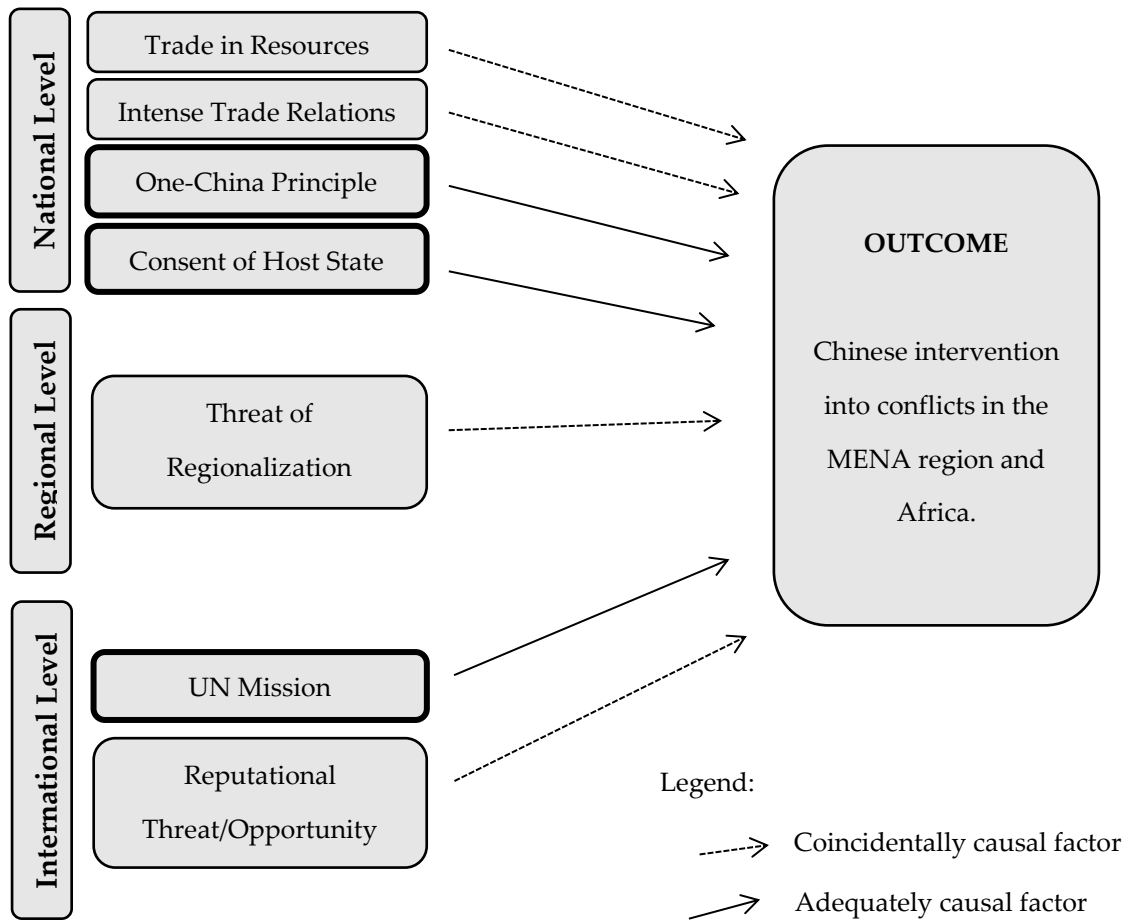 National Level
Trade in Resources
Intense Trade Relations
One-China Principle
Consent of Host State
Regional Level
Threat of
Regionalization
International Level
UN Mission
Reputational
Threat/Opportunity
OUTCOME
Chinese intervention
into conflicts in the
MENA region and
Africa.
Legend:
Coincidentally causal factor
Adequately causal factor